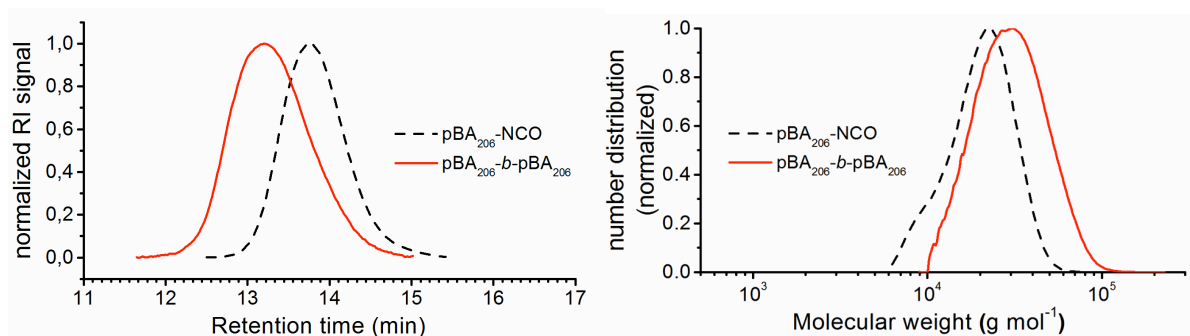 normalized RI signal
1,0
0,8
0,6
0,4
0,2
0,0
pBA₂₀₆-NCO
pBA₂₀₆-b-pBA₂₀₆
11 12 13 14 15 16 17
Retention time (min)
number distribution
(normalized)
1.0
0.8
0.6
0.4
0.2
0.0
pBA₂₀₆-NCO
pBA₂₀₆-b-pBA₂₀₆
10³ 10⁴ 10⁵
Molecular weight (g mol⁻¹)